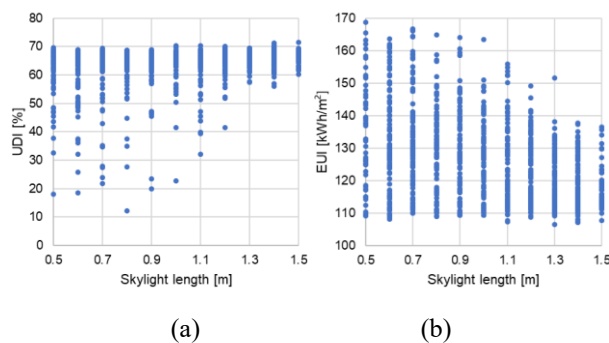 80
70
60
50
40
30
20
10
0
UDI [%]
0.5 0.7 0.9 1.1 1.3 1.5
Skylight length [m]
(a)
170
160
150
140
130
120
110
100
EUI [kWh/m²]
0.5 0.7 0.9 1.1 1.3 1.5
Skylight length [m]
(b)